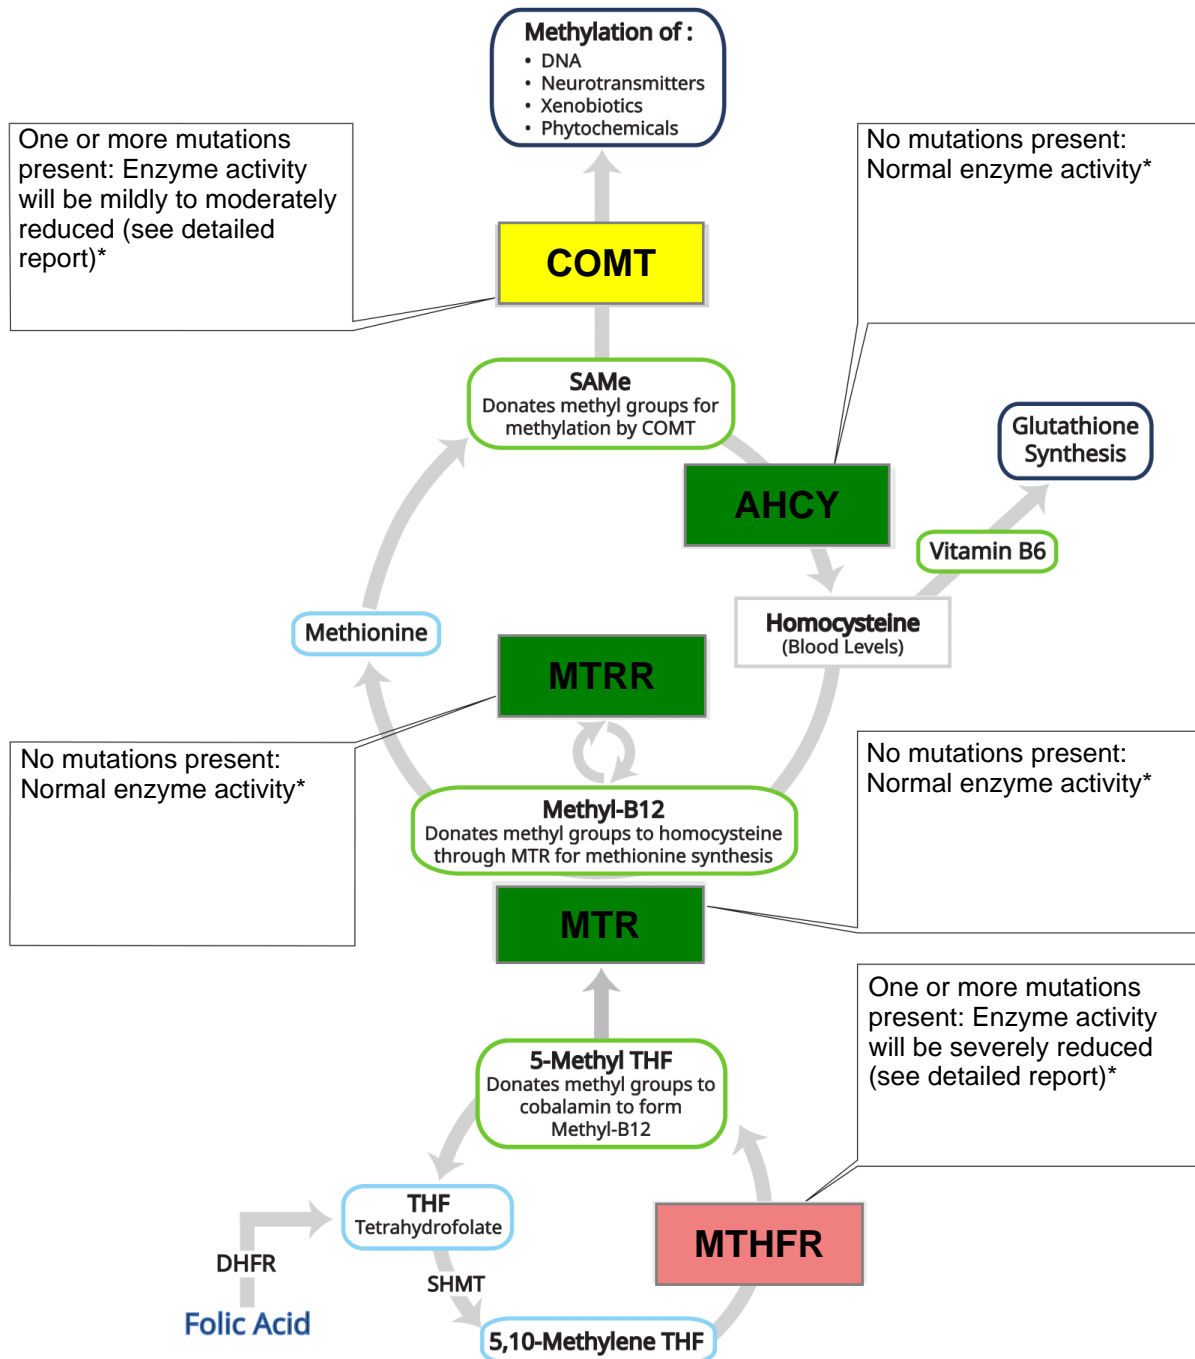 Methylation of :
• DNA
• Neurotransmitters
• Xenobiotics
• Phytochemicals
One or more mutations
present: Enzyme activity
will be mildly to moderately
reduced (see detailed
report)*
No mutations present:
Normal enzyme activity*
COMT
SAMe
Donates methyl groups for
methylation by COMT
Glutathione
Synthesis
AHCY
Vitamin B6
Homocysteine
(Blood Levels)
Methionine
MTRR
No mutations present:
Normal enzyme activity*
No mutations present:
Normal enzyme activity*
Methyl-B12
Donates methyl groups to homocysteine
through MTR for methionine synthesis
MTR
One or more mutations
present: Enzyme activity
will be severely reduced
(see detailed report)*
5-Methyl THF
Donates methyl groups to
cobalamin to form
Methyl-B12
THF
Tetrahydrofolate
MTHFR
DHFR
SHMT
Folic Acid
5,10-Methylene THF